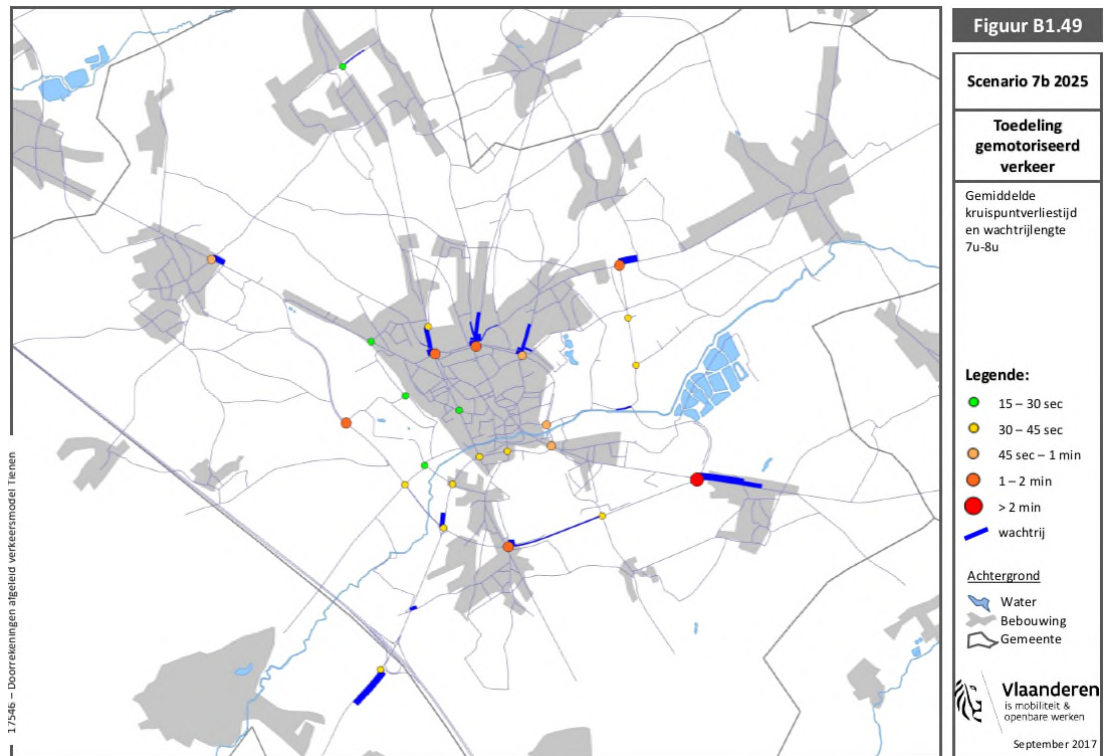 Figuur B1.49
Scenario 7b 2025
Toedeling
gemotoriseerd
verkeer
Gemiddelde
kruispuntverliestijd
en wachtrijlengte
7u-8u
Legende:
15 – 30 sec
30 – 45 sec
45 sec – 1 min
1 – 2 min
> 2 min
wachtrij
Achtergrond
Water
Bebouwing
Gemeente
Vlaanderen
is mobiliteit &
openbare werken
September 2017
17546 – Doorrekeningen afgeleid verkeersmodel Tienen